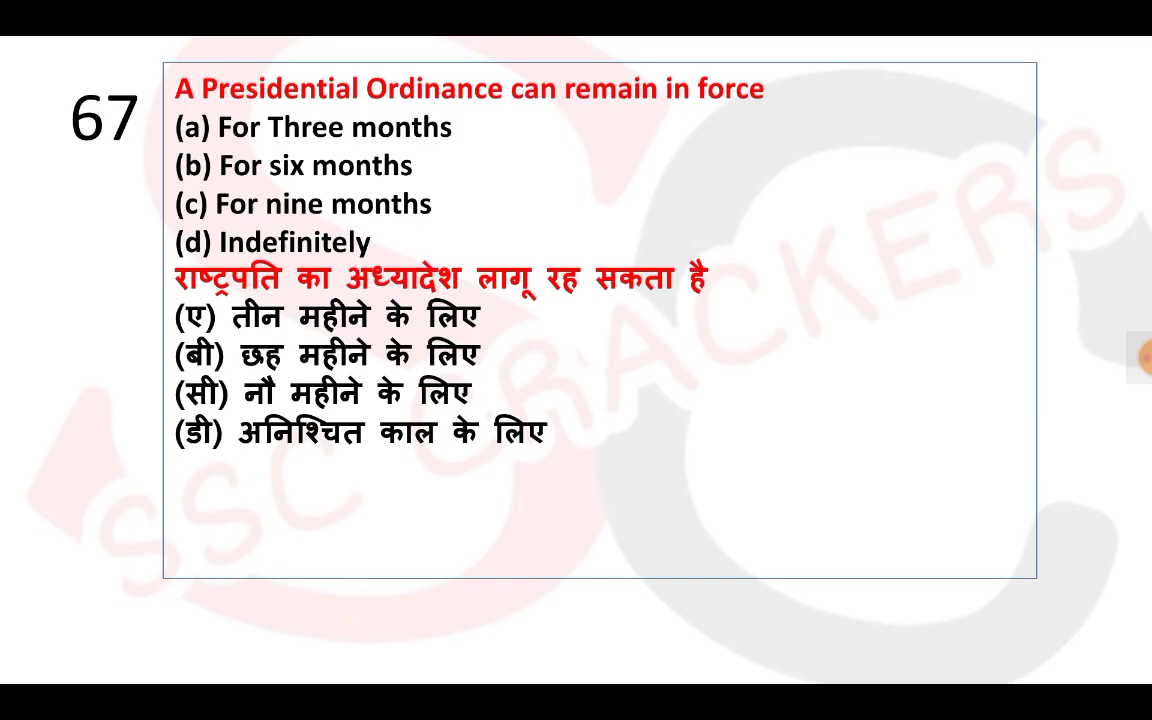 67
A Presidential Ordinance can remain in force
(a) For Three months
(b) For six months
(c) For nine months
(d) Indefinitely
राष्ट्रपति का अध्यादेश लागू रह सकता है
(ए) तीन महीने के लिए
(बी) छह महीने के लिए
(सी) नौ महीने के लिए
(डी) अनिश्चित काल के लिए
SSC CRACKERS